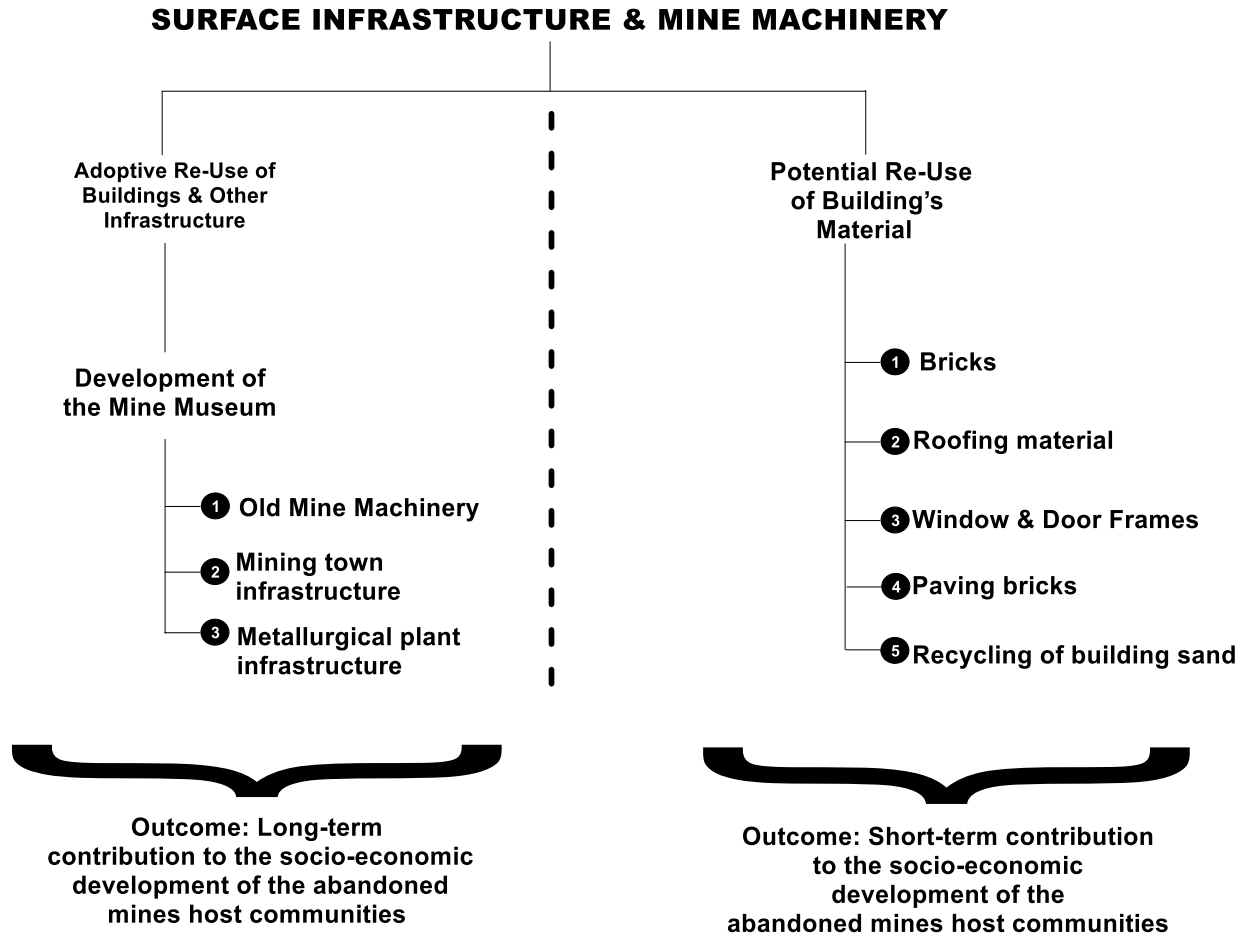 SURFACE INFRASTRUCTURE & MINE MACHINERY
Adoptive Re-Use of
Buildings & Other
Infrastructure
Development of
the Mine Museum
1 Old Mine Machinery
2 Mining town
infrastructure
3 Metallurgical plant
infrastructure
Outcome: Long-term
contribution to the socio-economic
development of the abandoned
mines host communities
Potential Re-Use
of Building’s
Material
1 Bricks
2 Roofing material
3 Window & Door Frames
4 Paving bricks
5 Recycling of building sand
Outcome: Short-term contribution
to the socio-economic
development of the
abandoned mines host communities